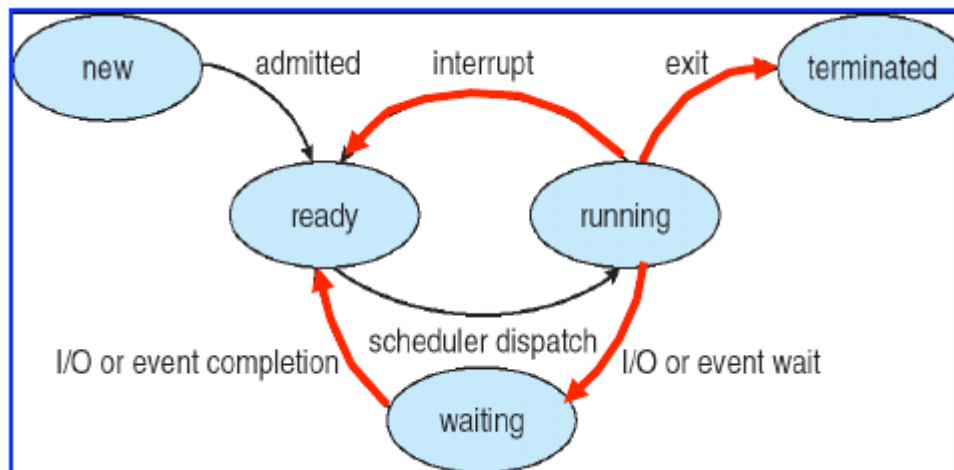 new
admitted
interrupt
exit
terminated
ready
running
scheduler dispatch
I/O or event completion
I/O or event wait
waiting